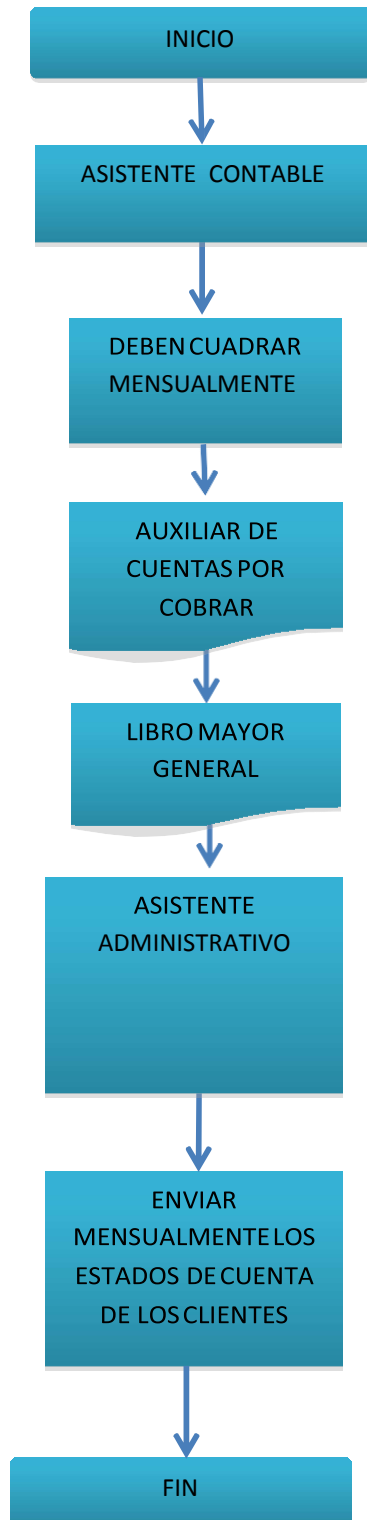 INICIO
ASISTENTE CONTABLE
DEBEN CUADRAR
MENSUALMENTE
AUXILIAR DE
CUENTAS POR
COBRAR
LIBRO MAYOR
GENERAL
ASISTENTE
ADMINISTRATIVO
ENVIAR
MENSUALMENTE LOS
ESTADOS DE CUENTA
DE LOS CLIENTES
FIN